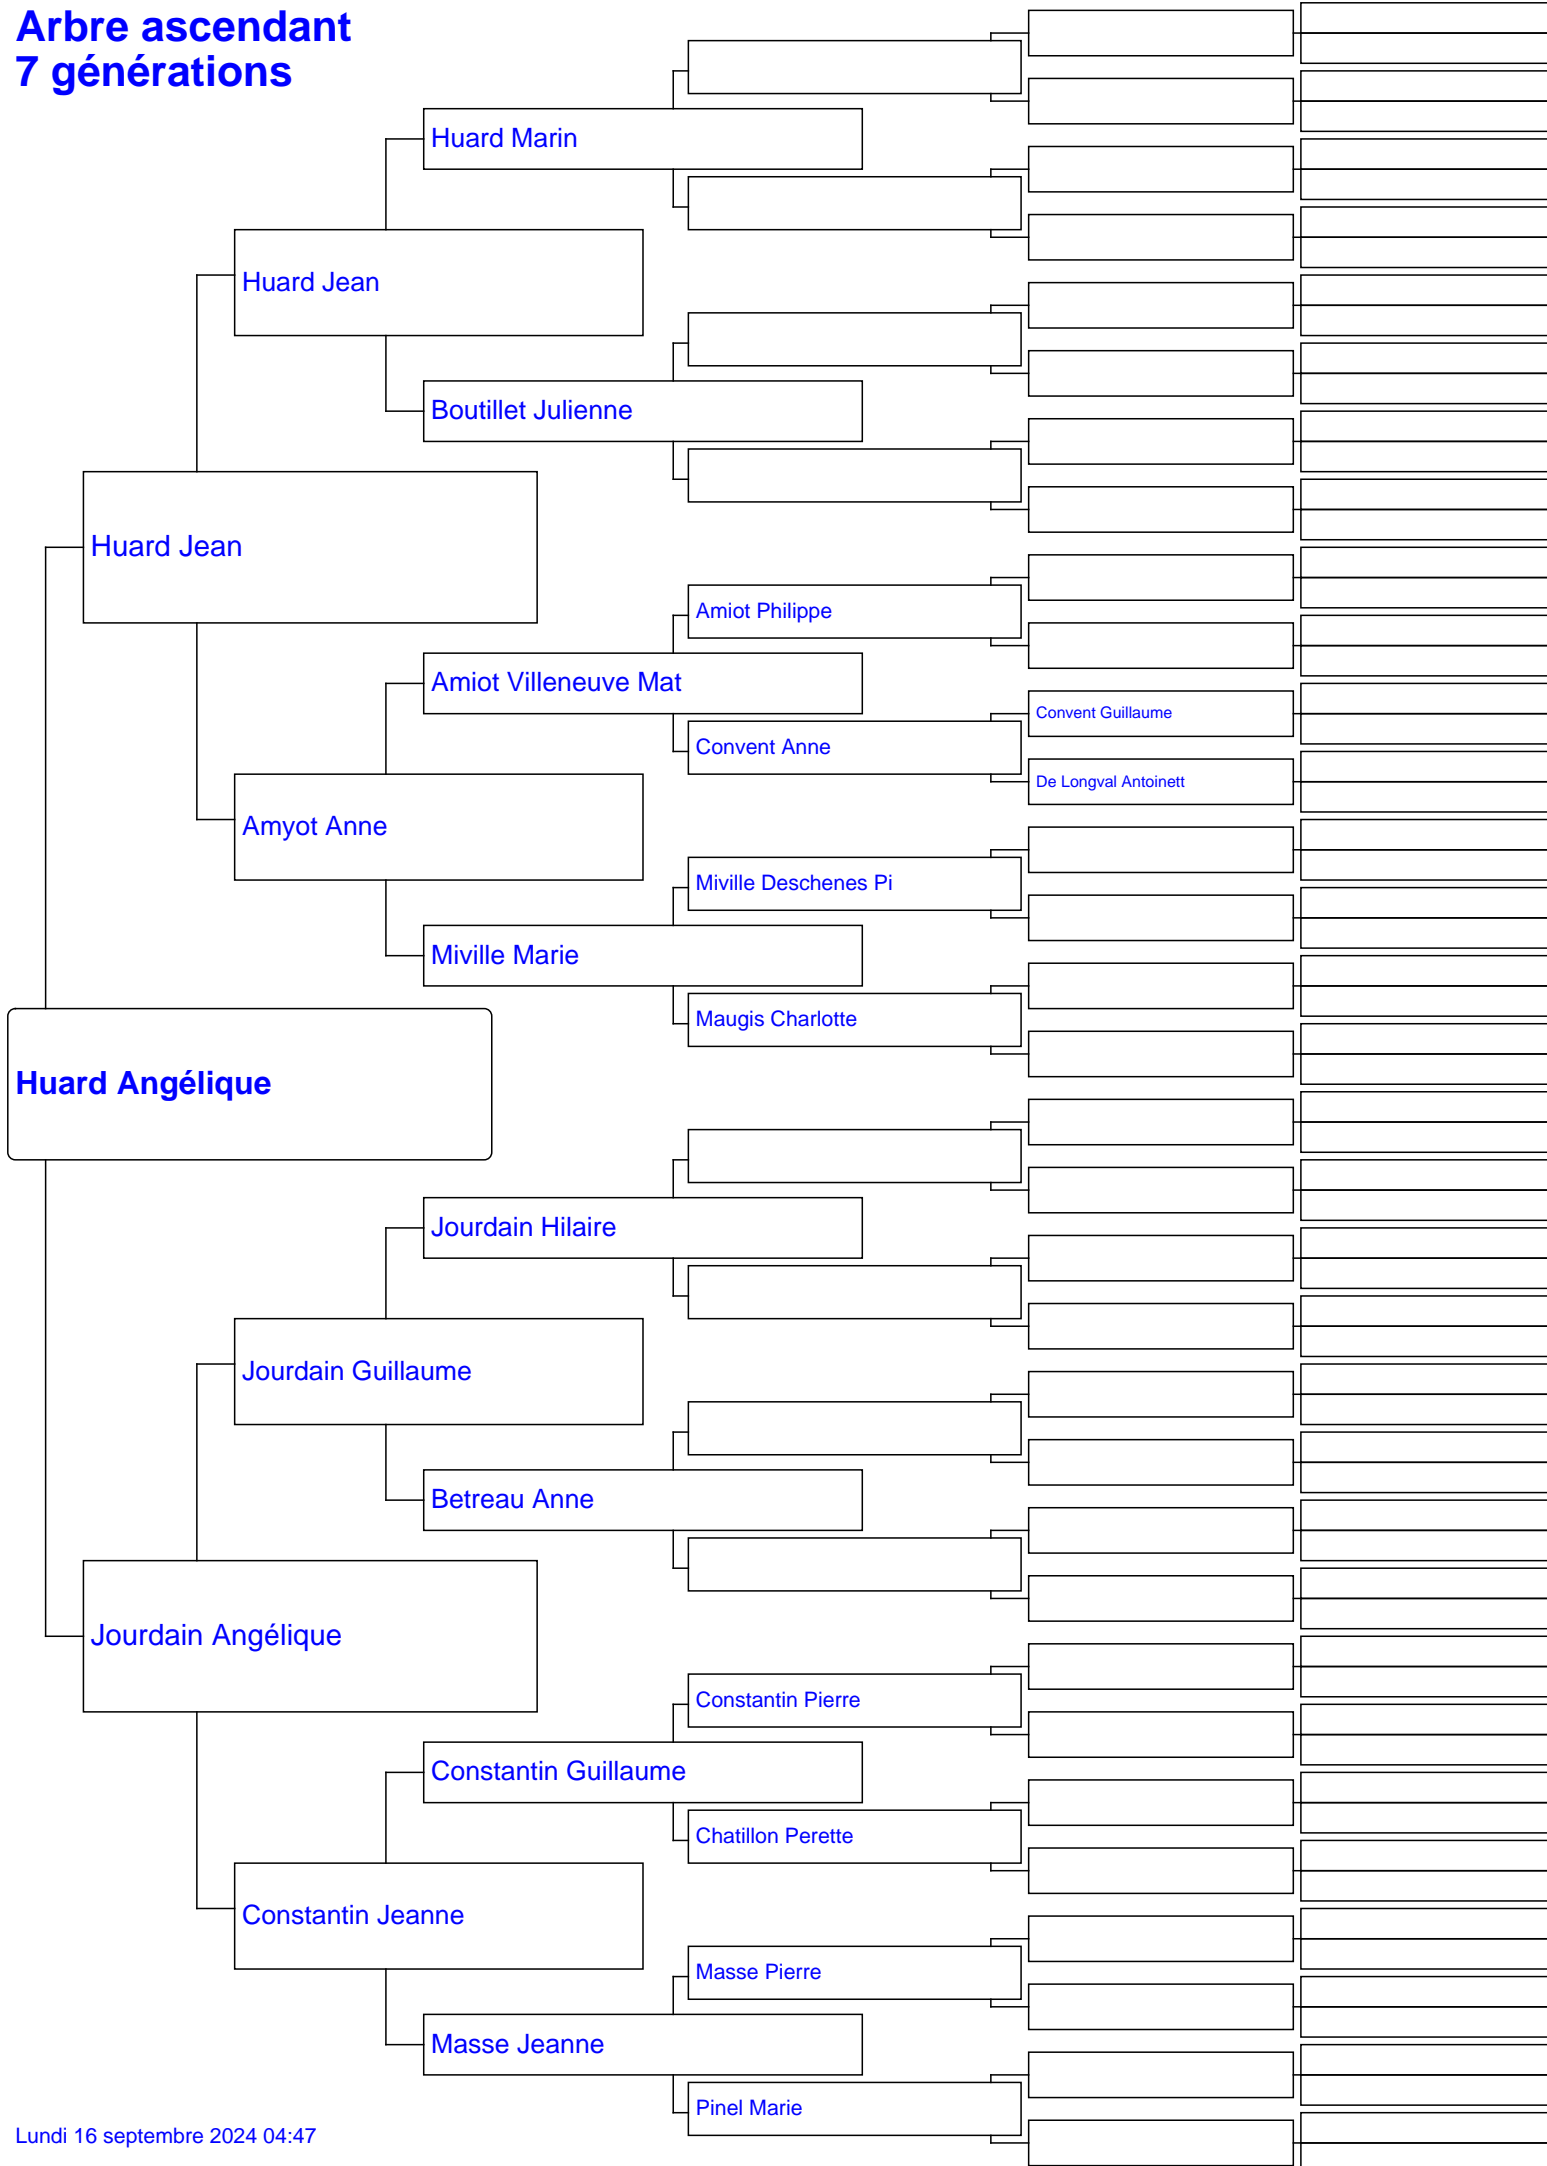 Arbre ascendant
7 générations
Huard Marin
Huard Jean
Boutillet Julienne
Huard Jean
Amiot Philippe
Amiot Villeneuve Mat
Convent Guillaume
Convent Anne
De Longval Antoinett
Amyot Anne
Miville Deschenes Pi
Miville Marie
Maugis Charlotte
Huard Angélique
Jourdain Hilaire
Jourdain Guillaume
Betreau Anne
Jourdain Angélique
Constantin Pierre
Constantin Guillaume
Chatillon Perette
Constantin Jeanne
Masse Pierre
Masse Jeanne
Pinel Marie
Lundi 16 septembre 2024 04:47